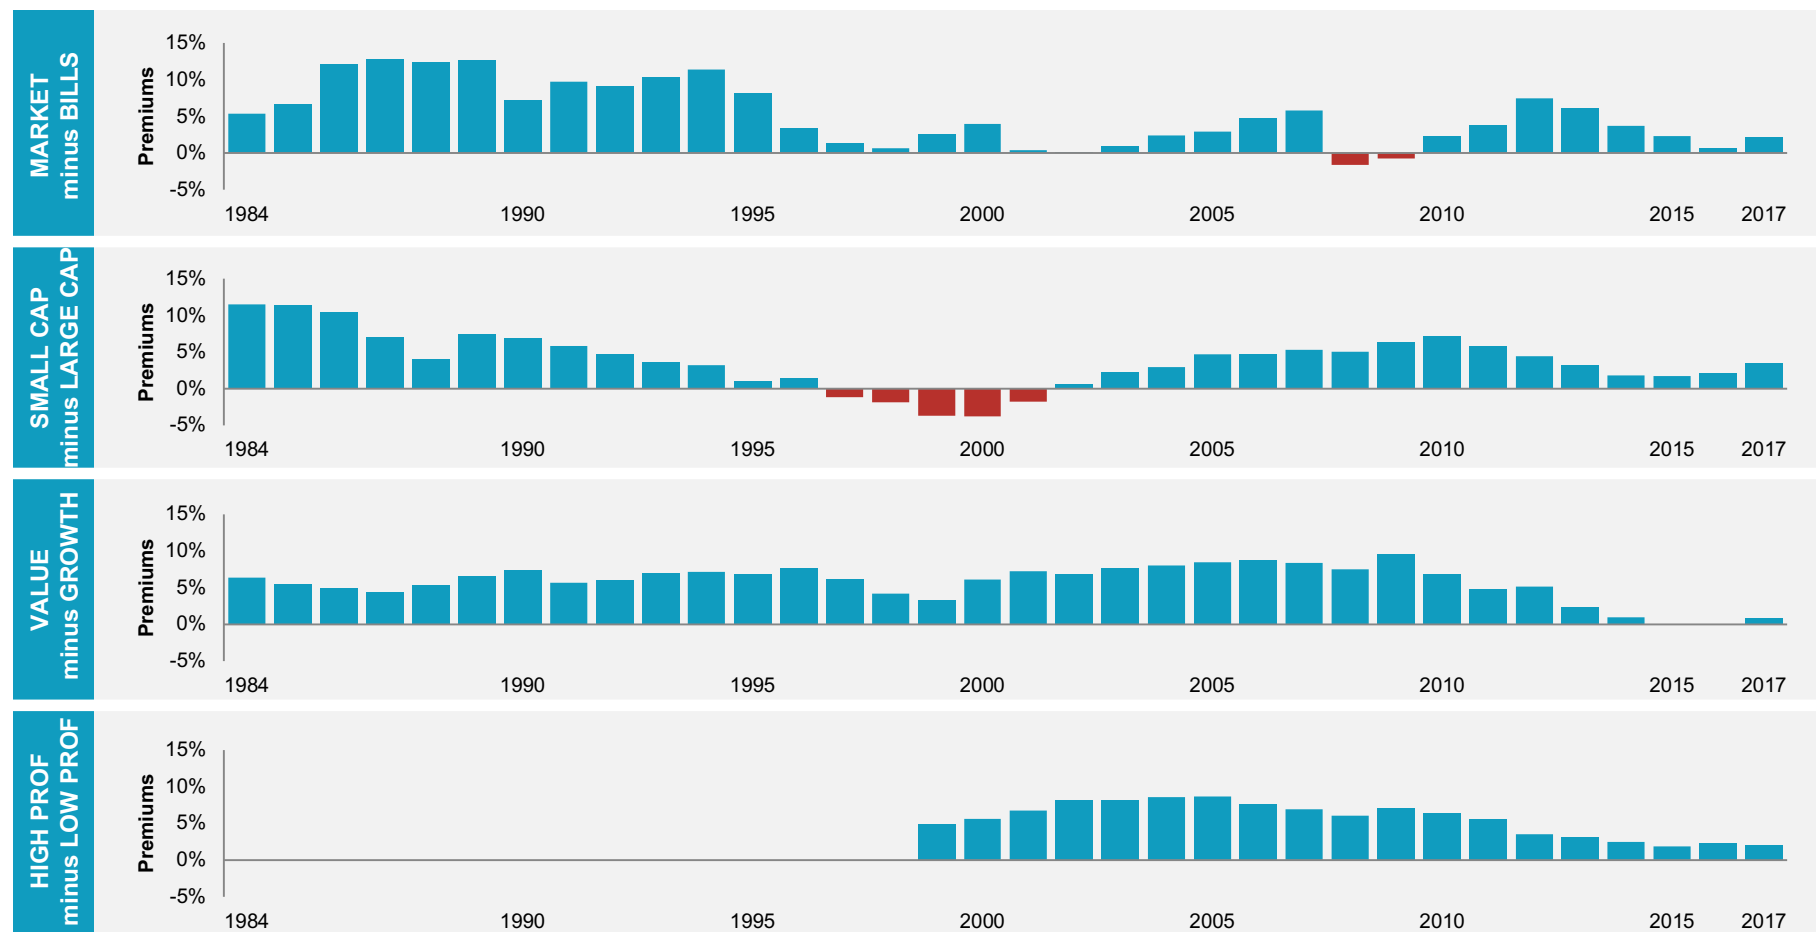 MARKET
minus BILLS
Premiums
15%
10%
5%
0%
-5%
1984 1990 1995 2000 2005 2010 2015 2017
SMALL CAP
minus LARGE CAP
Premiums
15%
10%
5%
0%
-5%
1984 1990 1995 2000 2005 2010 2015 2017
VALUE
minus GROWTH
Premiums
15%
10%
5%
0%
-5%
1984 1990 1995 2000 2005 2010 2015 2017
HIGH PROF
minus LOW PROF
Premiums
15%
10%
5%
0%
-5%
1984 1990 1995 2000 2005 2010 2015 2017